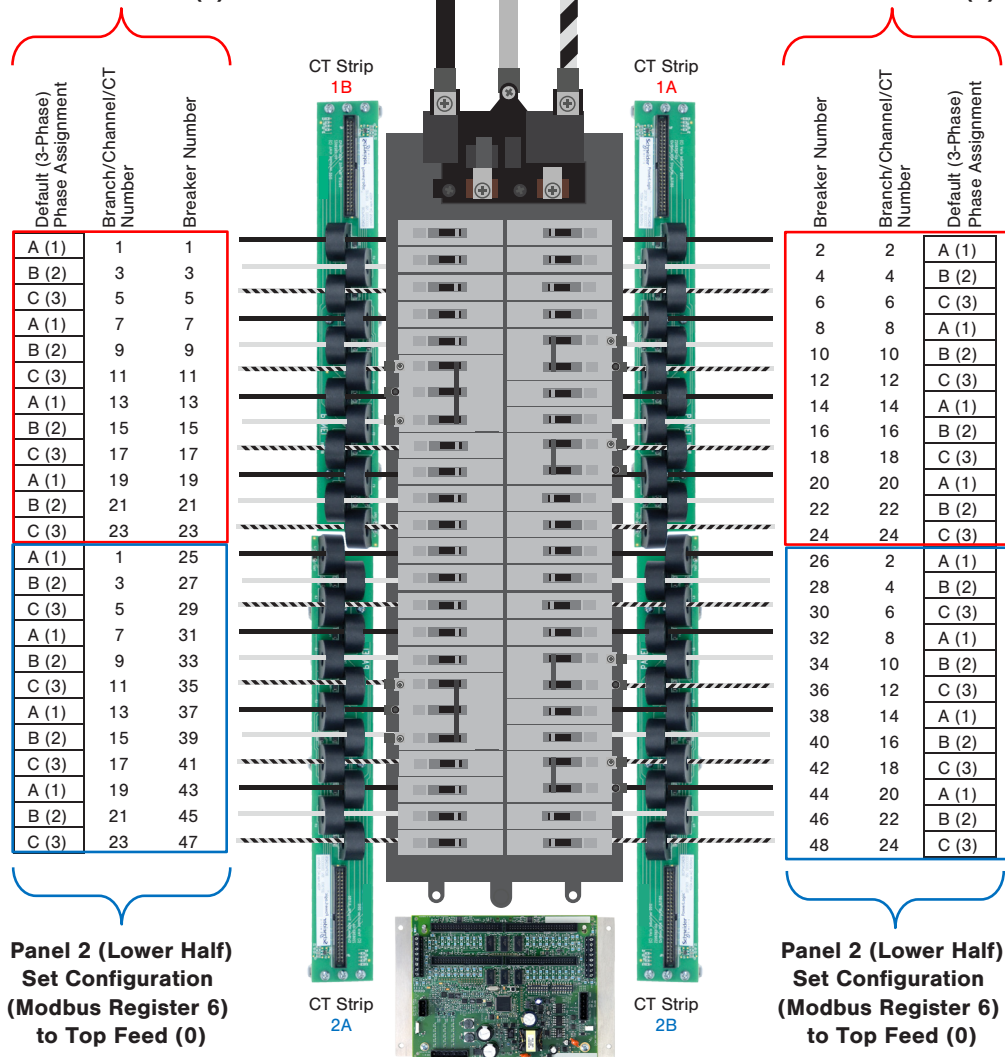 CT Strip
1B
CT Strip
1A
Default (3-Phase)
Phase Assignment
Branch/Channel/CT
Number
Breaker Number
Breaker Number
Branch/Channel/CT
Number
Default (3-Phase)
Phase Assignment
A (1) 1 1
B (2) 3 3
C (3) 5 5
A (1) 7 7
B (2) 9 9
C (3) 11 11
A (1) 13 13
B (2) 15 15
C (3) 17 17
A (1) 19 19
B (2) 21 21
C (3) 23 23
A (1) 1 25
B (2) 3 27
C (3) 5 29
A (1) 7 31
B (2) 9 33
C (3) 11 35
A (1) 13 37
B (2) 15 39
C (3) 17 41
A (1) 19 43
B (2) 21 45
C (3) 23 47
2 2 A (1)
4 4 B (2)
6 6 C (3)
8 8 A (1)
10 10 B (2)
12 12 C (3)
14 14 A (1)
16 16 B (2)
18 18 C (3)
20 20 A (1)
22 22 B (2)
24 24 C (3)
26 2 A (1)
28 4 B (2)
30 6 C (3)
32 8 A (1)
34 10 B (2)
36 12 C (3)
38 14 A (1)
40 16 B (2)
42 18 C (3)
44 20 A (1)
46 22 B (2)
48 24 C (3)
Panel 2 (Lower Half)
Set Configuration
(Modbus Register 6)
to Top Feed (0)
CT Strip
2A
CT Strip
2B
Panel 2 (Lower Half)
Set Configuration
(Modbus Register 6)
to Top Feed (0)